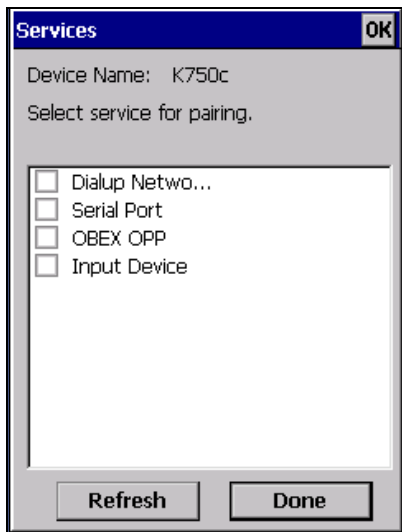 Services OK
Device Name: K750c
Select service for pairing.
Dialup Netwo...
Serial Port
OBEX OPP
Input Device
Refresh Done